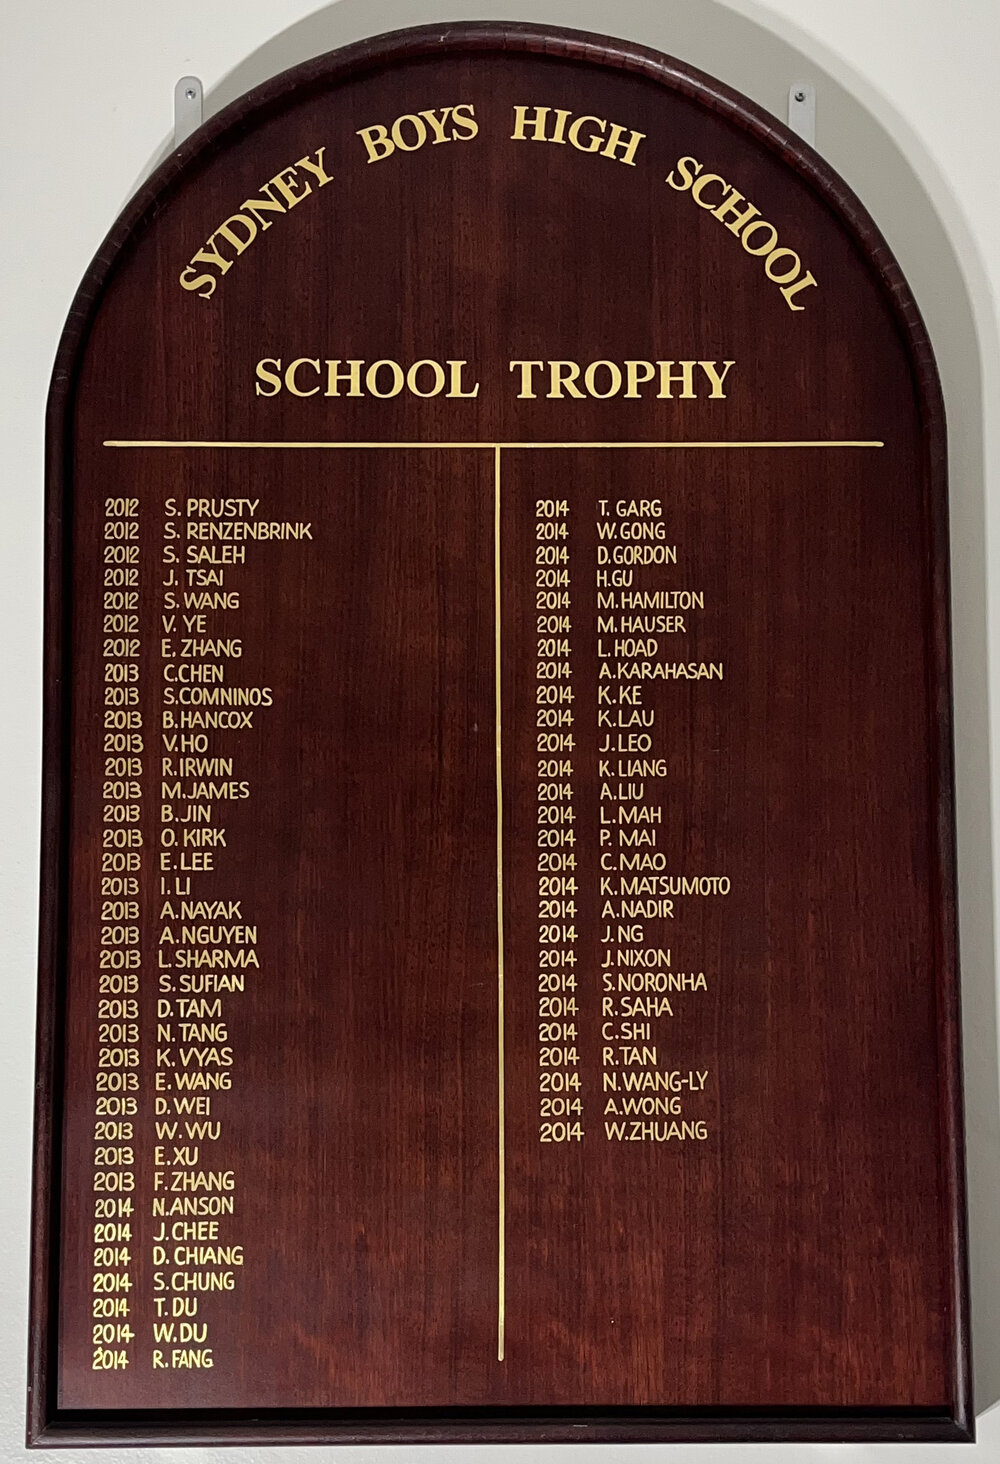 SYDNEY BOYS HIGH SCHOOL
SCHOOL TROPHY
2012 S. PRUSTY
2012 S. RENZENBRINK
2012 S. SALEH
2012 J. TSAI
2012 S. WANG
2012 V. YE
2012 E. ZHANG
2013 C.CHEN
2013 S.COMNINOS
2013 B.HANCOX
2013 V.HO
2013 R.IRWIN
2013 M.JAMES
2013 B.JIN
2013 O.KIRK
2013 E.LEE
2013 I.LI
2013 A.NAYAK
2013 A.NGUYEN
2013 L.SHARMA
2013 S.SUFIAN
2013 D.TAM
2013 N.TANG
2013 K.VYAS
2013 E.WANG
2013 D.WEI
2013 W.WU
2013 E.XU
2013 F.ZHANG
2014 N.ANSON
2014 J.CHEE
2014 D.CHIANG
2014 S.CHUNG
2014 T.DU
2014 W.DU
2014 R.FANG
2014 T. GARG
2014 W.GONG
2014 D.GORDON
2014 H.GU
2014 M.HAMILTON
2014 M.HAUSER
2014 L.HOAD
2014 A.KARAHASAN
2014 K.KE
2014 K.LAU
2014 J.LEO
2014 K.LIANG
2014 A.LIU
2014 L.MAH
2014 P. MAI
2014 C.MAO
2014 K.MATSUMOTO
2014 A.NADIR
2014 J.NG
2014 J.NIXON
2014 S.NORONHA
2014 R.SAHA
2014 C.SHI
2014 R.TAN
2014 N.WANG-LY
2014 A.WONG
2014 W.ZHUANG